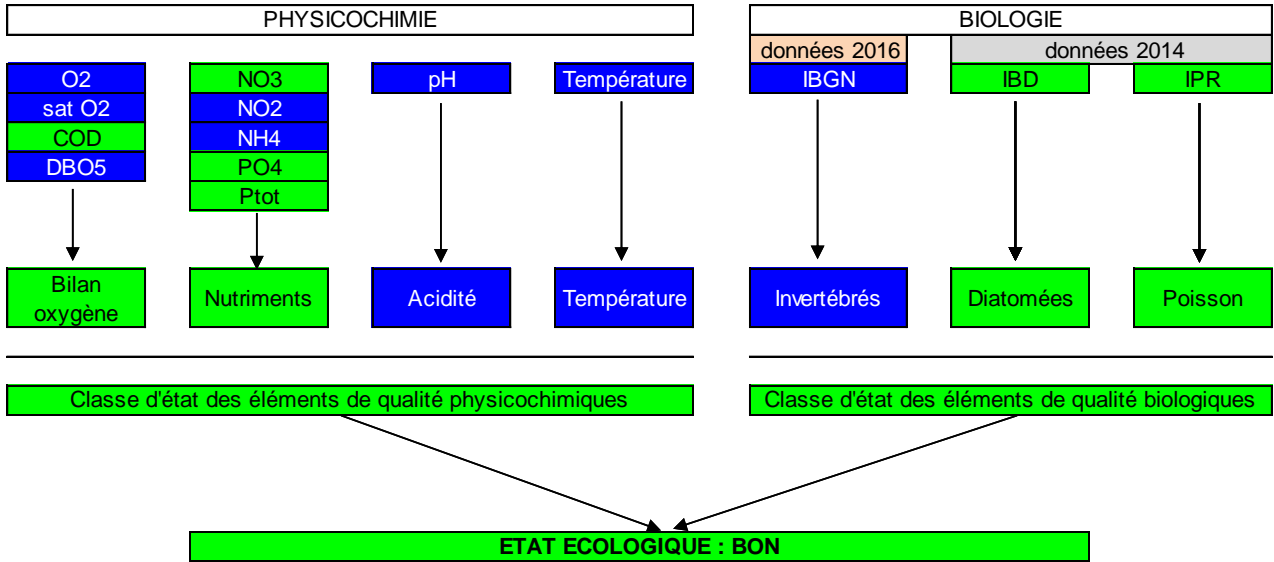 PHYSICOCHIMIE
BIOLOGIE
données 2016
données 2014
O2
NO3
pH
Température
IBGN
IBD
IPR
sat O2
NO2
COD
NH4
DBO5
PO4
Ptot
Bilan
oxygène
Nutriments
Acidité
Température
Invertébrés
Diatomées
Poisson
Classe d'état des éléments de qualité physicochimiques
Classe d'état des éléments de qualité biologiques
ETAT ECOLOGIQUE : BON